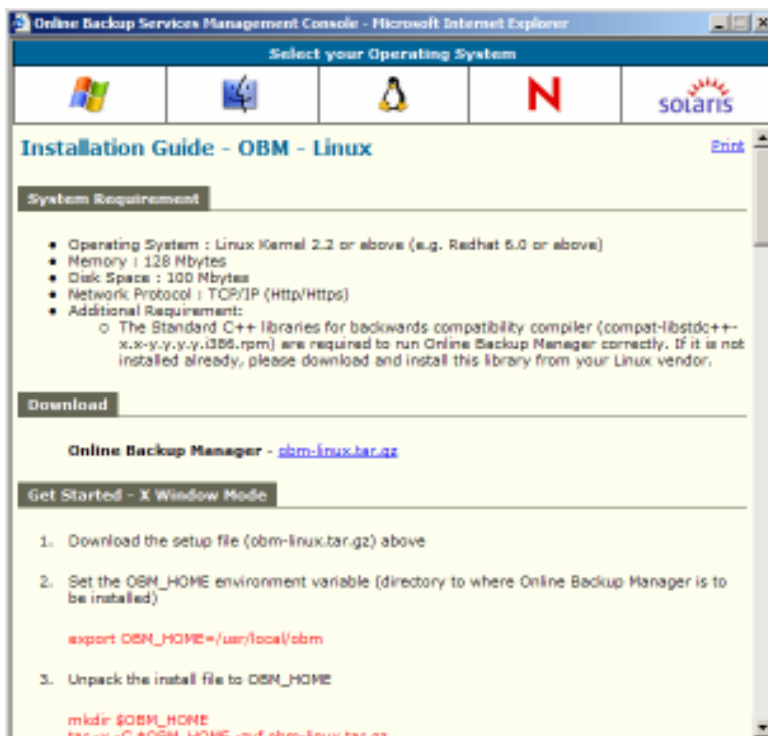 Online Backup Services Management Console - Microsoft Internet Explorer
Select your Operating System
N
solaris
Installation Guide - OBM - Linux
Print
System Requirement
Operating System : Linux Kernel 2.2 or above (e.g. Redhat 6.0 or above)
Memory : 128 Mbytes
Disk Space : 100 Mbytes
Network Protocol : TCP/IP (Http/Https)
Additional Requirement:
The Standard C++ libraries for backwards compatibility compiler (compat-libstdc++-
x.x-y.y.y.y.i386.rpm) are required to run Online Backup Manager correctly. If it is not
installed already, please download and install this library from your Linux vendor.
Download
Online Backup Manager - obm-linux.tar.gz
Get Started - X Window Mode
1. Download the setup file (obm-linux.tar.gz) above
2. Set the OBM_HOME environment variable (directory to where Online Backup Manager is to
be installed)
export OBM_HOME=/usr/local/obm
3. Unpack the install file to OBM_HOME
mkdir $OBM_HOME
tar -x -C $OBM_HOME -zvf obm-linux.tar.gz